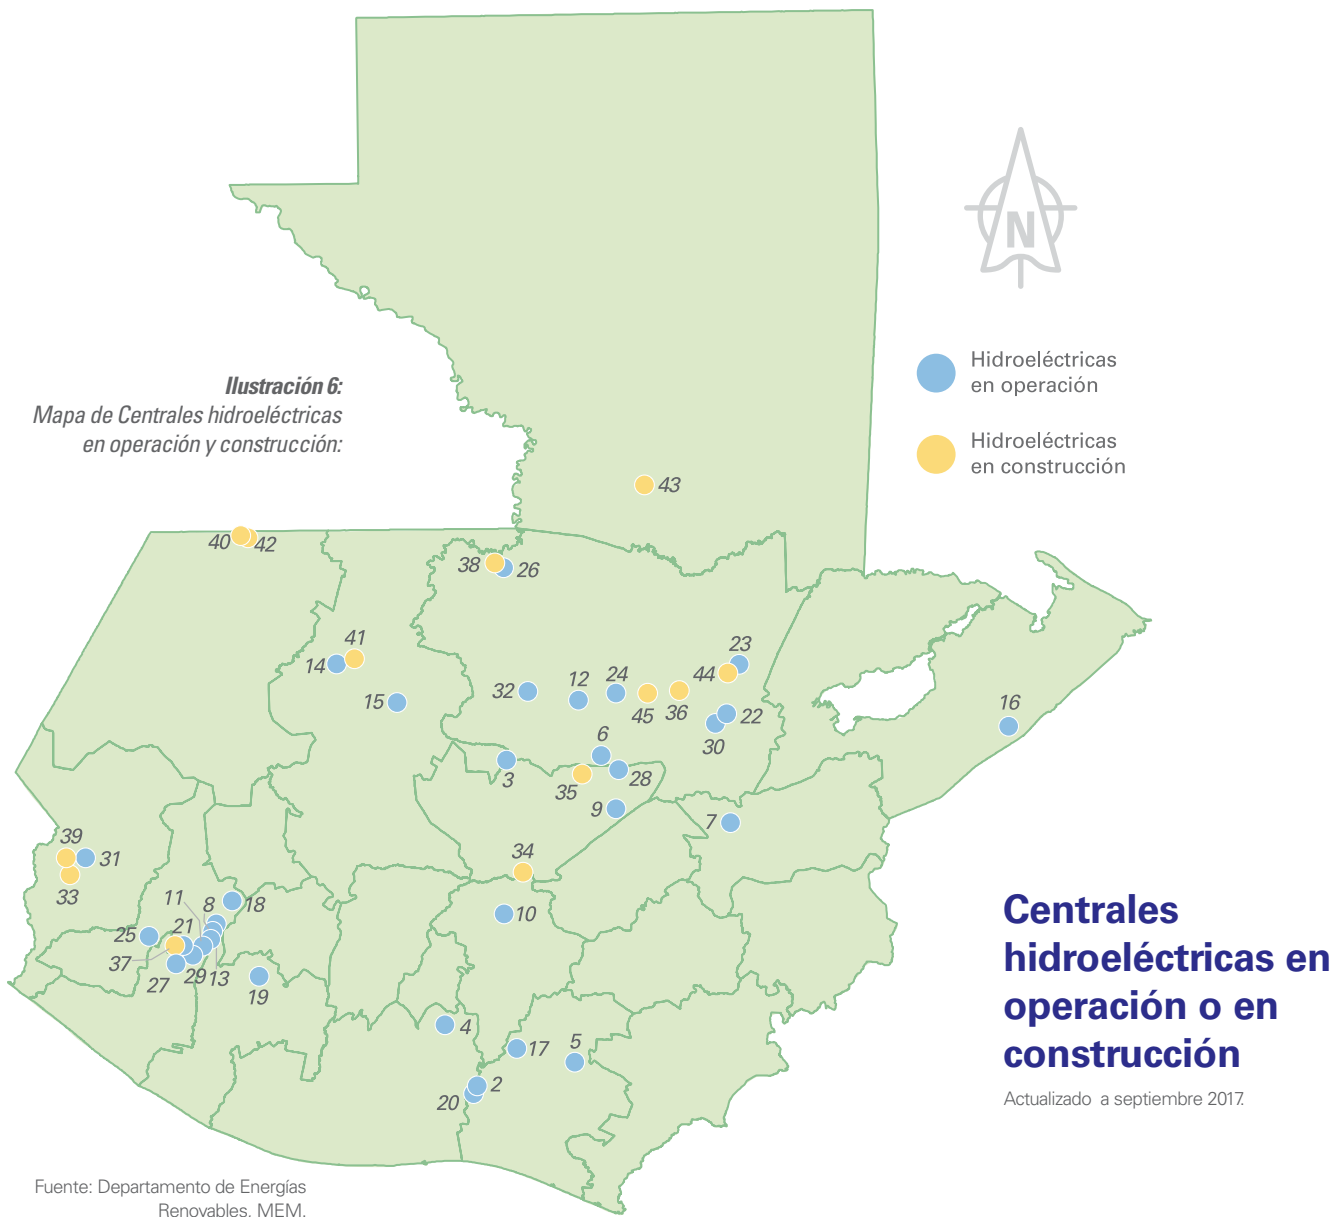 N
Hidroeléctricas
en operación
Ilustración 6:
Mapa de Centrales hidroeléctricas
en operación y construcción:
Hidroeléctricas
en construcción
43
40
42
38
26
41
14
23
44
12
24
32
15
45
36
22
16
30
6
3
28
35
9
7
39
31
34
33
11
8
18
10
25
21
37
27
29
13
19
4
17
5
2
20
Centrales
hidroeléctricas en
operación o en
construcción
Actualizado a septiembre 2017.
Fuente: Departamento de Energías
Renovables, MEM.